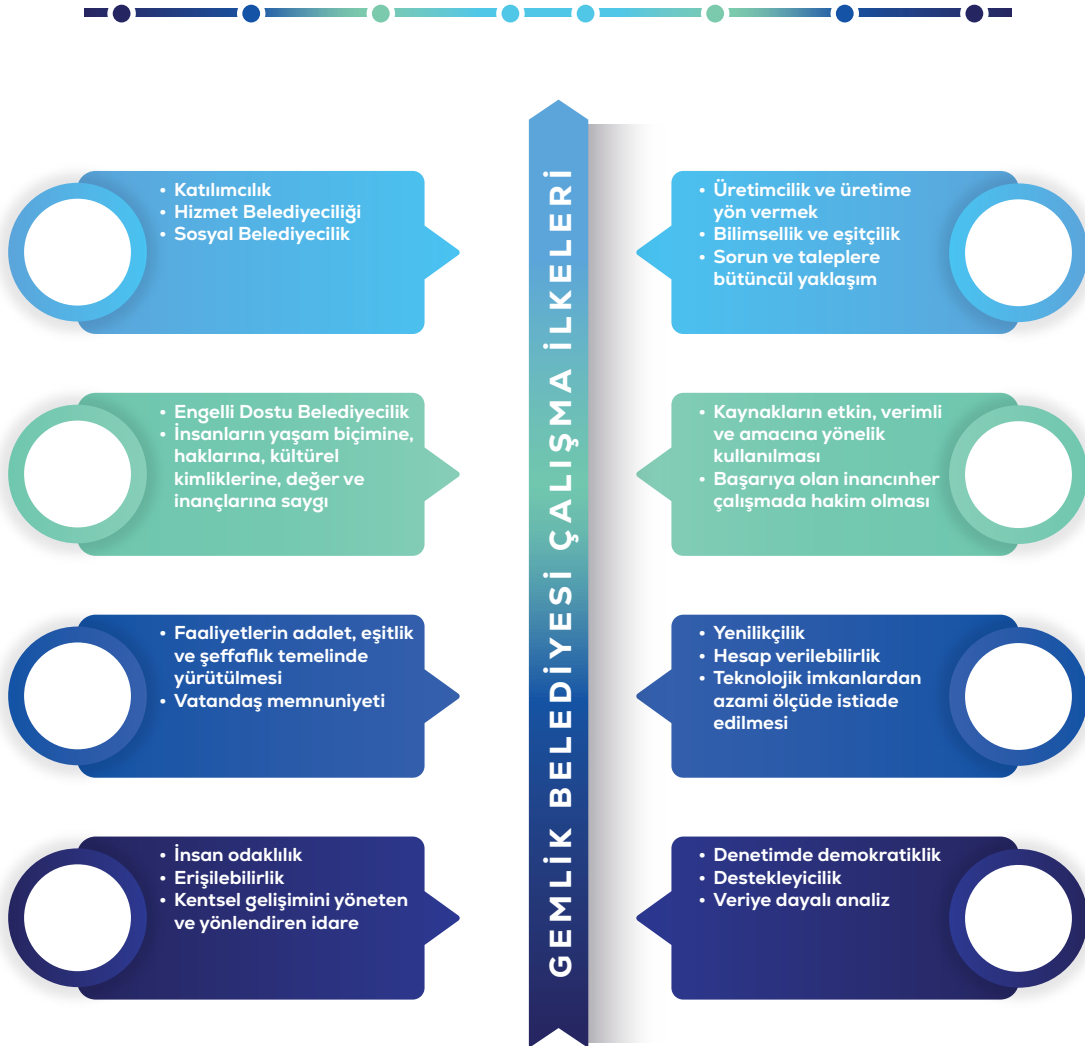 • Katılımcılık
• Hizmet Belediyeciliği
• Sosyal Belediyecilik
• Engelli Dostu Belediyecilik
• İnsanların yaşam biçimine,
haklarına, kültürel
kimliklerine, değer ve
inançlarına saygı
• Faaliyetlerin adalet, eşitlik
ve şeffaflık temelinde
yürütülmesi
• Vatandaş memnuniyeti
• İnsan odaklılık
• Erişilebilirlik
• Kentsel gelişimini yöneten
ve yönlendiren idare
GEMLİK BELEDİYESİ ÇALIŞMA İLKELERİ
• Üretimcilik ve üretime
yön vermek
• Bilimsellik ve eşitçilik
• Sorun ve taleplere
bütüncül yaklaşım
• Kaynakların etkin, verimli
ve amacına yönelik
kullanılması
• Başarıya olan inancınher
çalışmada hakim olması
• Yenilikçilik
• Hesap verilebilirlik
• Teknolojik imkanlardan
azami ölçüde istiade
edilmesi
• Denetimde demokratiklik
• Destekleyicilik
• Veriye dayalı analiz